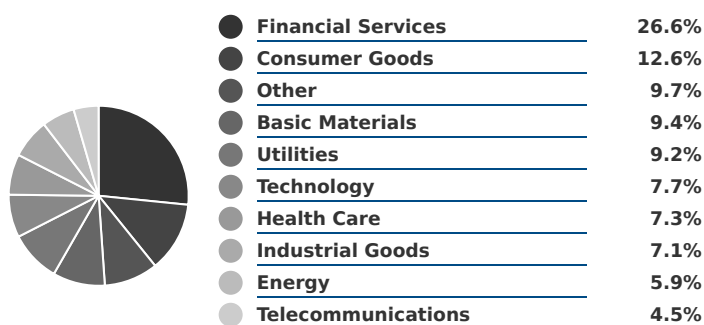 Financial Services 26.6%
Consumer Goods 12.6%
Other 9.7%
Basic Materials 9.4%
Utilities 9.2%
Technology 7.7%
Health Care 7.3%
Industrial Goods 7.1%
Energy 5.9%
Telecommunications 4.5%